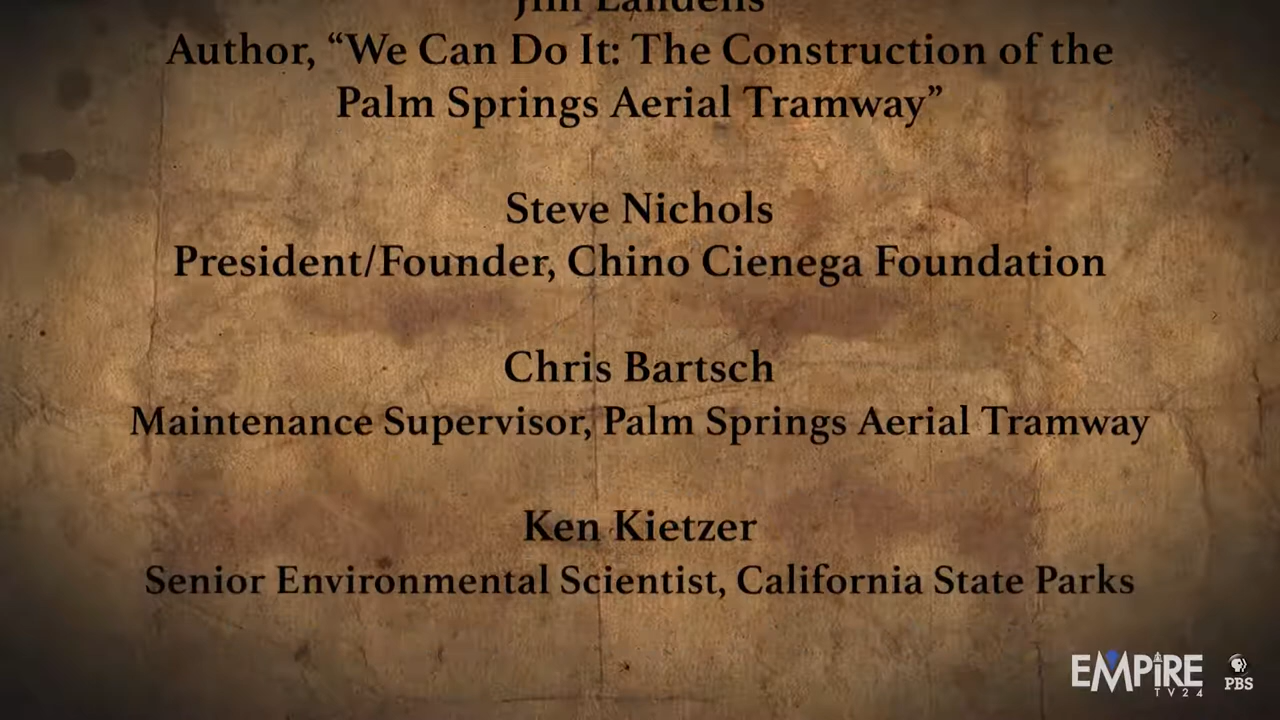 Jim Landells
Author, “We Can Do It: The Construction of the
Palm Springs Aerial Tramway”
Steve Nichols
President/Founder, Chino Cienega Foundation
Chris Bartsch
Maintenance Supervisor, Palm Springs Aerial Tramway
Ken Kietzer
Senior Environmental Scientist, California State Parks
EMPIRE
TV24
PBS